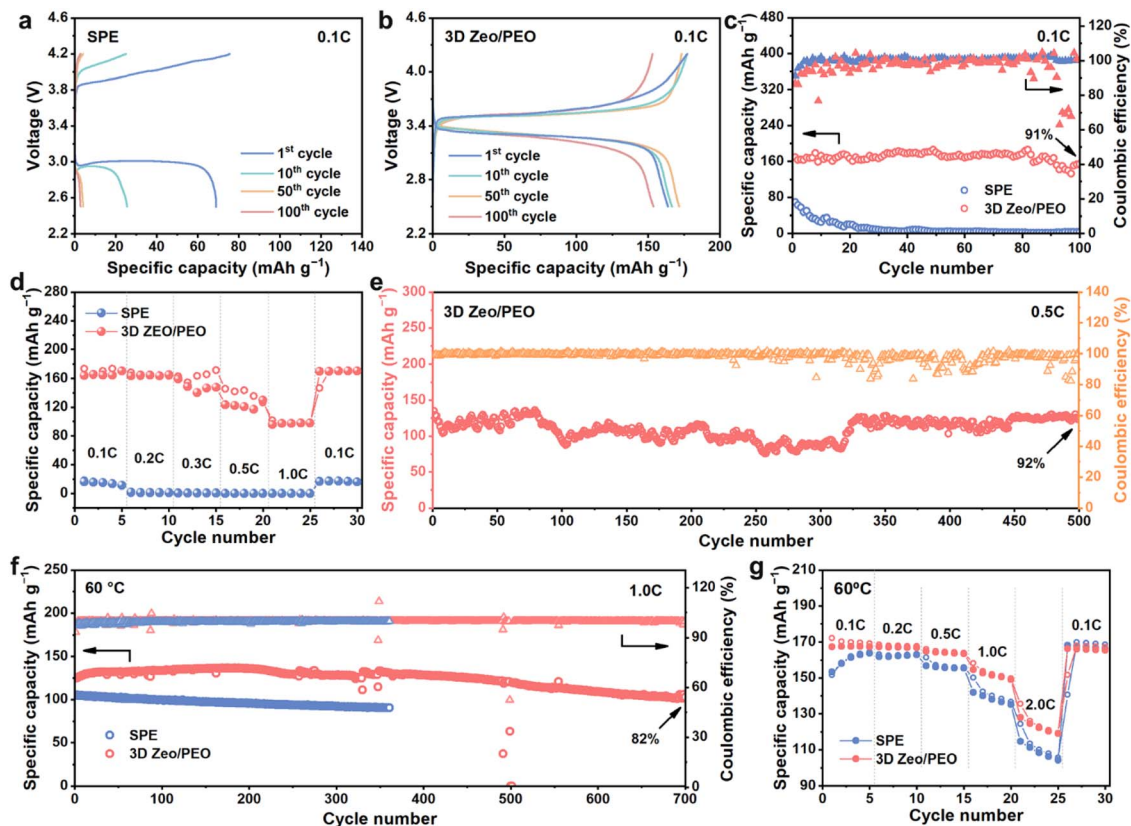 a
SPE
0.1C
4.6
4.2
3.8
3.4
3.0
2.6
2.2
Voltage (V)
1st cycle
10th cycle
50th cycle
100th cycle
0 20 40 60 80 100 120 140
Specific capacity (mAh g⁻¹)
b
3D Zeo/PEO
0.1C
4.6
4.2
3.8
3.4
3.0
2.6
2.2
Voltage (V)
1st cycle
10th cycle
50th cycle
100th cycle
0 50 100 150 200
Specific capacity (mAh g⁻¹)
c
0.1C
480
400
320
240
160
80
0
Specific capacity (mAh g⁻¹)
120
100
80
60
40
20
0
Coulombic efficiency (%)
91%
SPE
3D Zeo/PEO
0 20 40 60 80 100
Cycle number
d
280
240
200
160
120
80
40
0
Specific capacity (mAh g⁻¹)
SPE
3D ZEO/PEO
0.1C 0.2C 0.3C 0.5C 1.0C 0.1C
0 5 10 15 20 25 30
Cycle number
e
3D Zeo/PEO
0.5C
300
250
200
150
100
50
0
Specific capacity (mAh g⁻¹)
140
120
100
80
60
40
20
0
Coulombic efficiency (%)
92%
0 50 100 150 200 250 300 350 400 450 500
Cycle number
f
60 °C
1.0C
250
200
150
100
50
0
Specific capacity (mAh g⁻¹)
120
100
80
60
40
20
0
Coulombic efficiency (%)
82%
SPE
3D Zeo/PEO
0 100 200 300 400 500 600 700
Cycle number
g
60ºC
210
190
170
150
130
110
90
Specific capacity (mAh g⁻¹)
0.1C 0.2C 0.5C 1.0C 2.0C 0.1C
SPE
3D Zeo/PEO
0 5 10 15 20 25 30
Cycle number